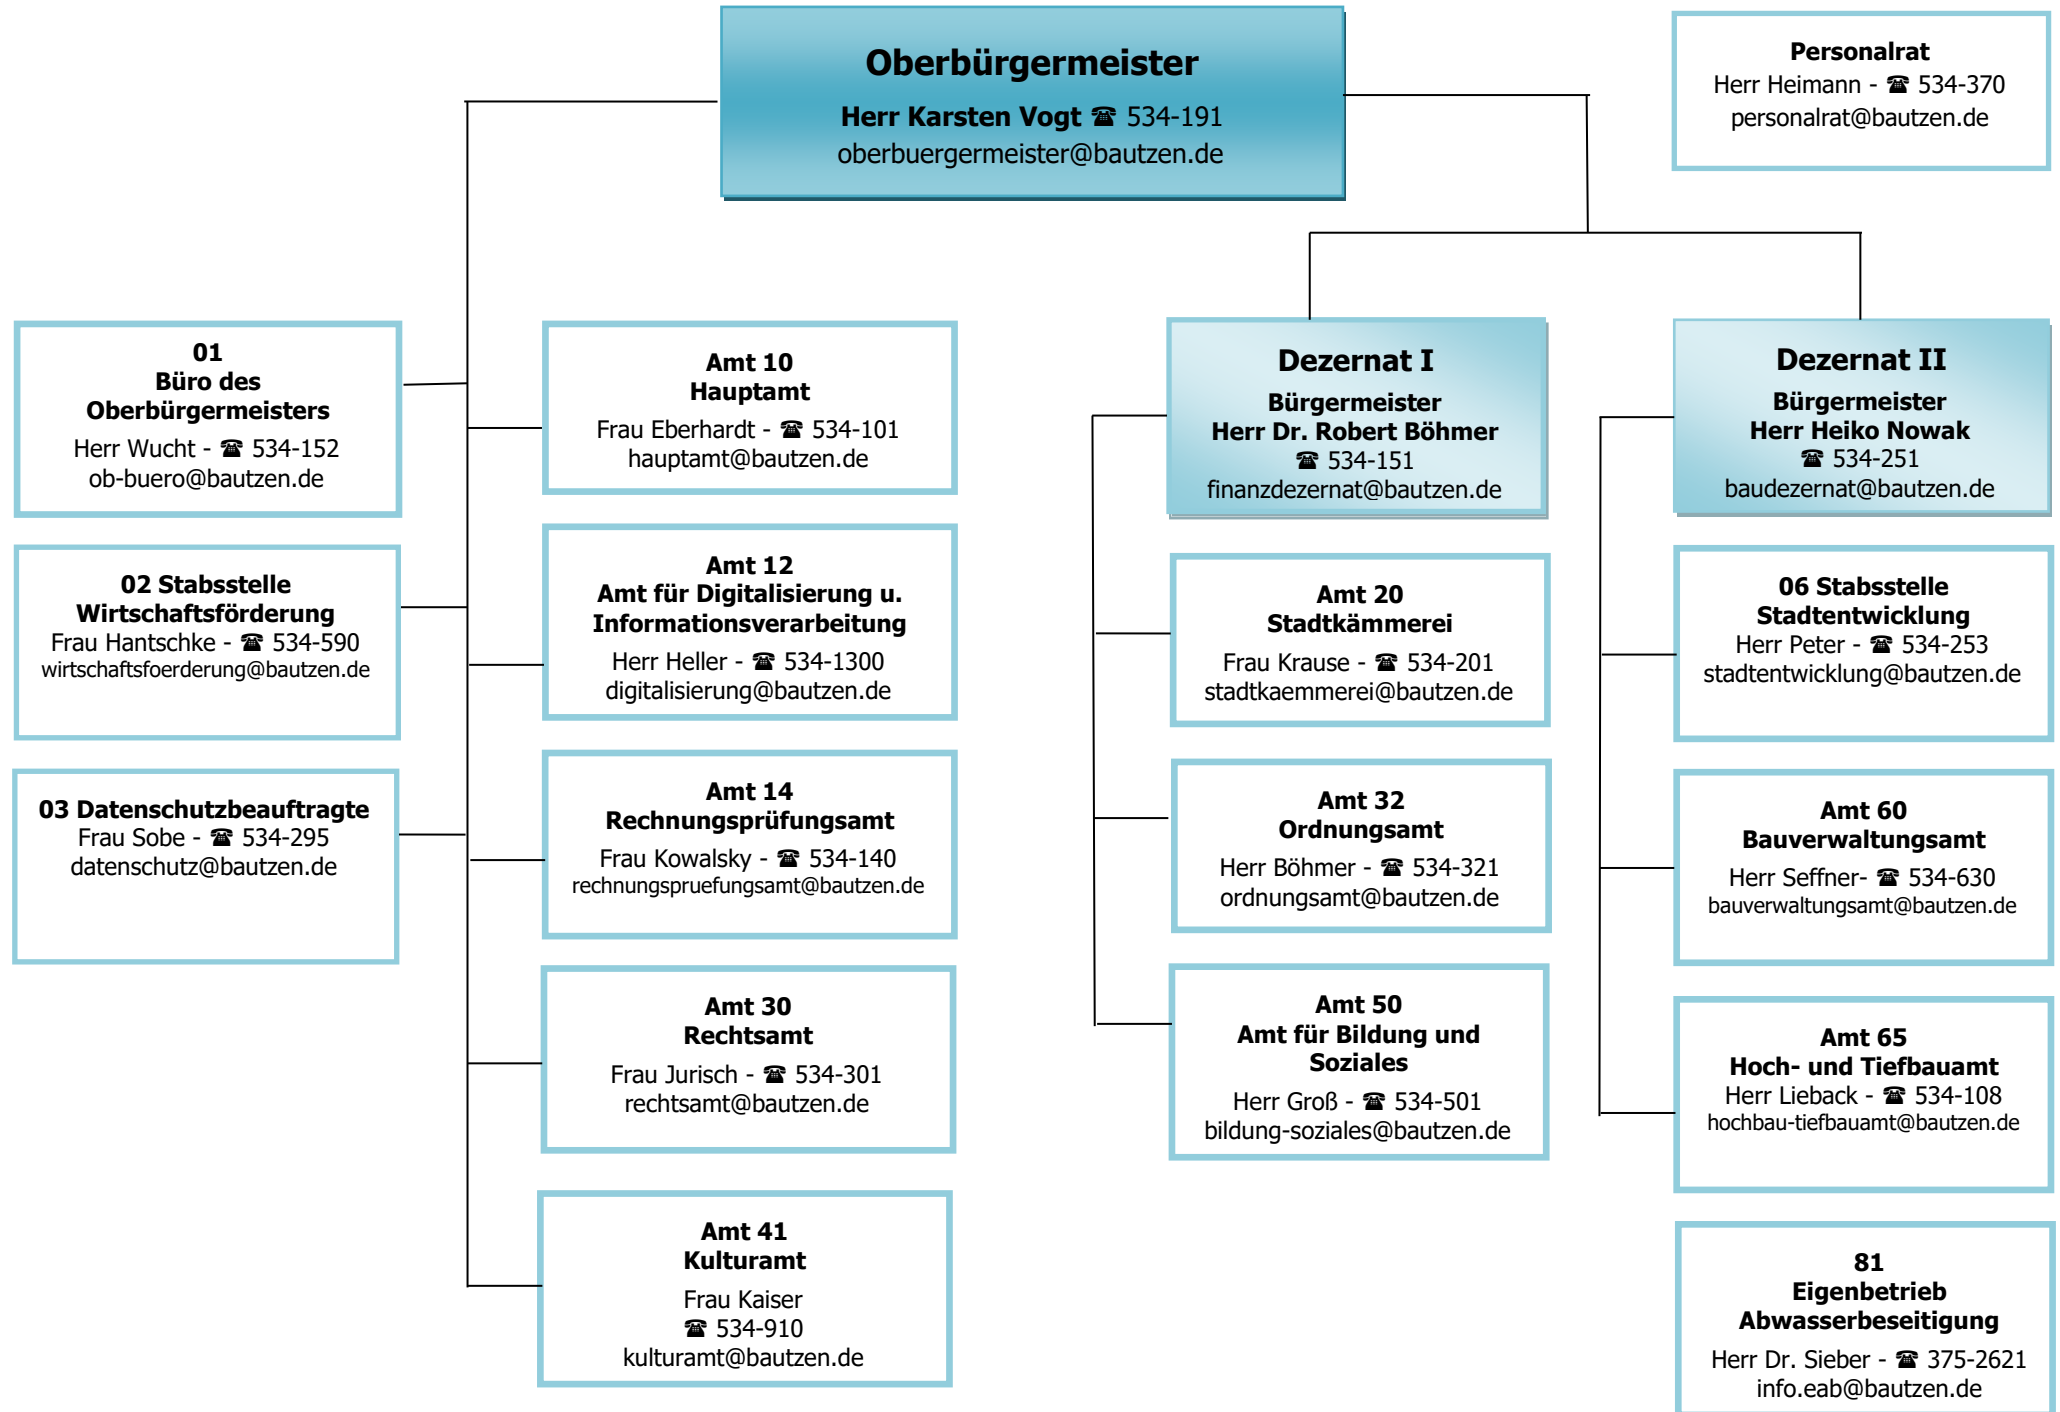 Oberbürgermeister
Herr Karsten Vogt ☎ 534-191
oberbuergermeister@bautzen.de
Personalrat
Herr Heimann - ☎ 534-370
personalrat@bautzen.de
01
Büro des
Oberbürgermeisters
Herr Wucht - ☎ 534-152
ob-buero@bautzen.de
02 Stabsstelle
Wirtschaftsförderung
Frau Hantschke - ☎ 534-590
wirtschaftsfoerderung@bautzen.de
03 Datenschutzbeauftragte
Frau Sobe - ☎ 534-295
datenschutz@bautzen.de
Amt 10
Hauptamt
Frau Eberhardt - ☎ 534-101
hauptamt@bautzen.de
Amt 12
Amt für Digitalisierung u.
Informationsverarbeitung
Herr Heller - ☎ 534-1300
digitalisierung@bautzen.de
Amt 14
Rechnungsprüfungsamt
Frau Kowalsky - ☎ 534-140
rechnungspruefungsamt@bautzen.de
Amt 30
Rechtsamt
Frau Jurisch - ☎ 534-301
rechtsamt@bautzen.de
Amt 41
Kulturamt
Frau Kaiser
☎ 534-910
kulturamt@bautzen.de
Dezernat I
Bürgermeister
Herr Dr. Robert Böhmer
☎ 534-151
finanzdezernat@bautzen.de
Amt 20
Stadtkämmerei
Frau Krause - ☎ 534-201
stadtkaemmerei@bautzen.de
Amt 32
Ordnungsamt
Herr Böhmer - ☎ 534-321
ordnungsamt@bautzen.de
Amt 50
Amt für Bildung und
Soziales
Herr Groß - ☎ 534-501
bildung-soziales@bautzen.de
Dezernat II
Bürgermeister
Herr Heiko Nowak
☎ 534-251
baudezernat@bautzen.de
06 Stabsstelle
Stadtentwicklung
Herr Peter - ☎ 534-253
stadtentwicklung@bautzen.de
Amt 60
Bauverwaltungsamt
Herr Seffner- ☎ 534-630
bauverwaltungsamt@bautzen.de
Amt 65
Hoch- und Tiefbauamt
Herr Lieback - ☎ 534-108
hochbau-tiefbauamt@bautzen.de
81
Eigenbetrieb
Abwasserbeseitigung
Herr Dr. Sieber - ☎ 375-2621
info.eab@bautzen.de